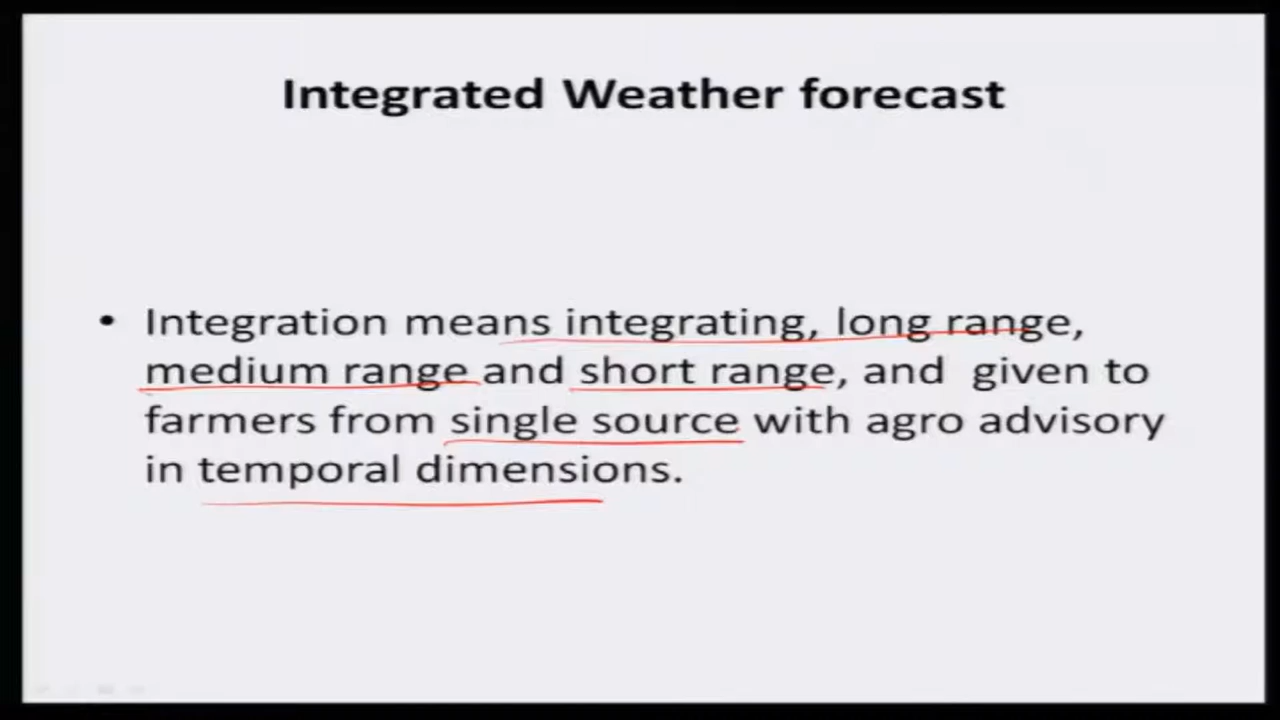 Integrated Weather forecast
• Integration means integrating, long range,
medium range and short range, and given to
farmers from single source with agro advisory
in temporal dimensions.